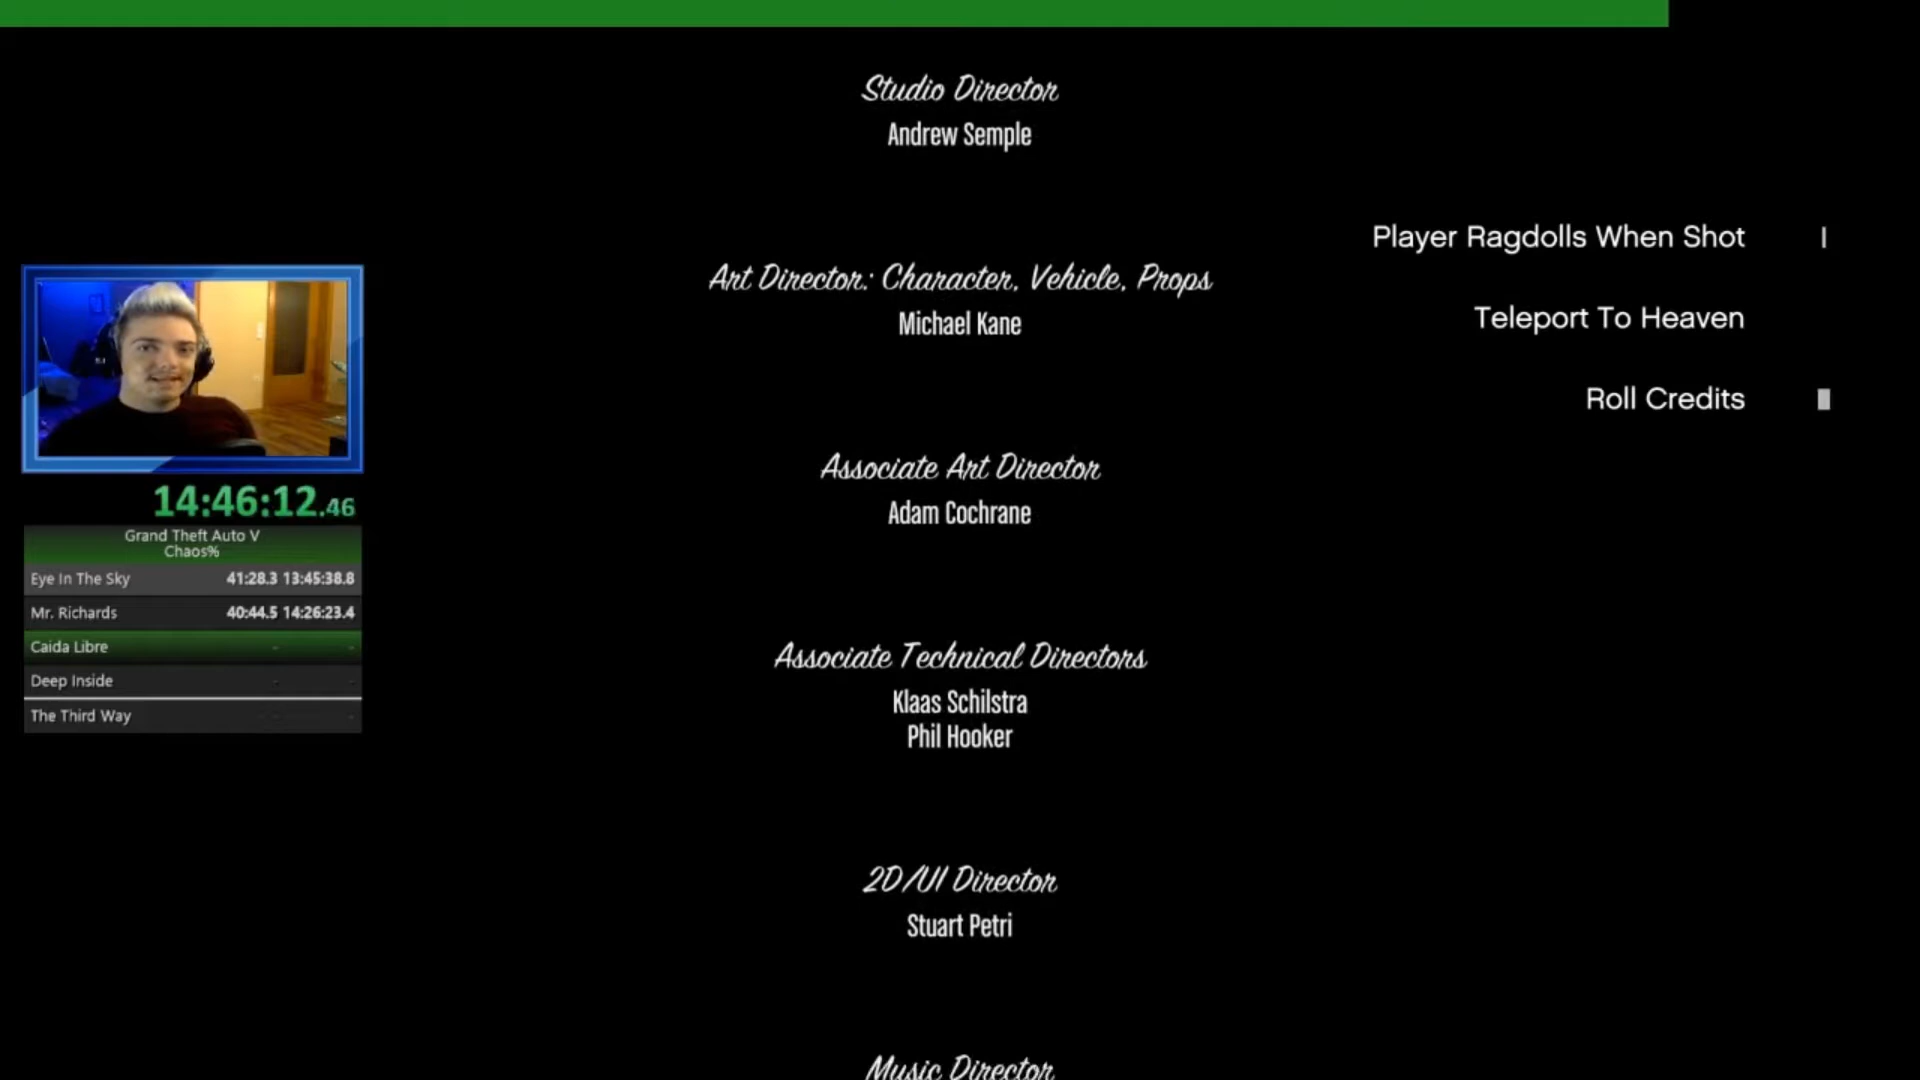 Studio Director
Andrew Semple
Art Director: Character, Vehicle, Props
Michael Kane
Associate Art Director
Adam Cochrane
Associate Technical Directors
Klaas Schilstra
Phil Hooker
2D/UI Director
Stuart Petri
Music Director
Player Ragdolls When Shot
Teleport To Heaven
Roll Credits
14:46:12.46
Grand Theft Auto V
Chaos%
Eye In The Sky 41:28.3 13:45:38.8
Mr. Richards 40:44.5 14:26:23.4
Caida Libre - -
Deep Inside - -
The Third Way - -